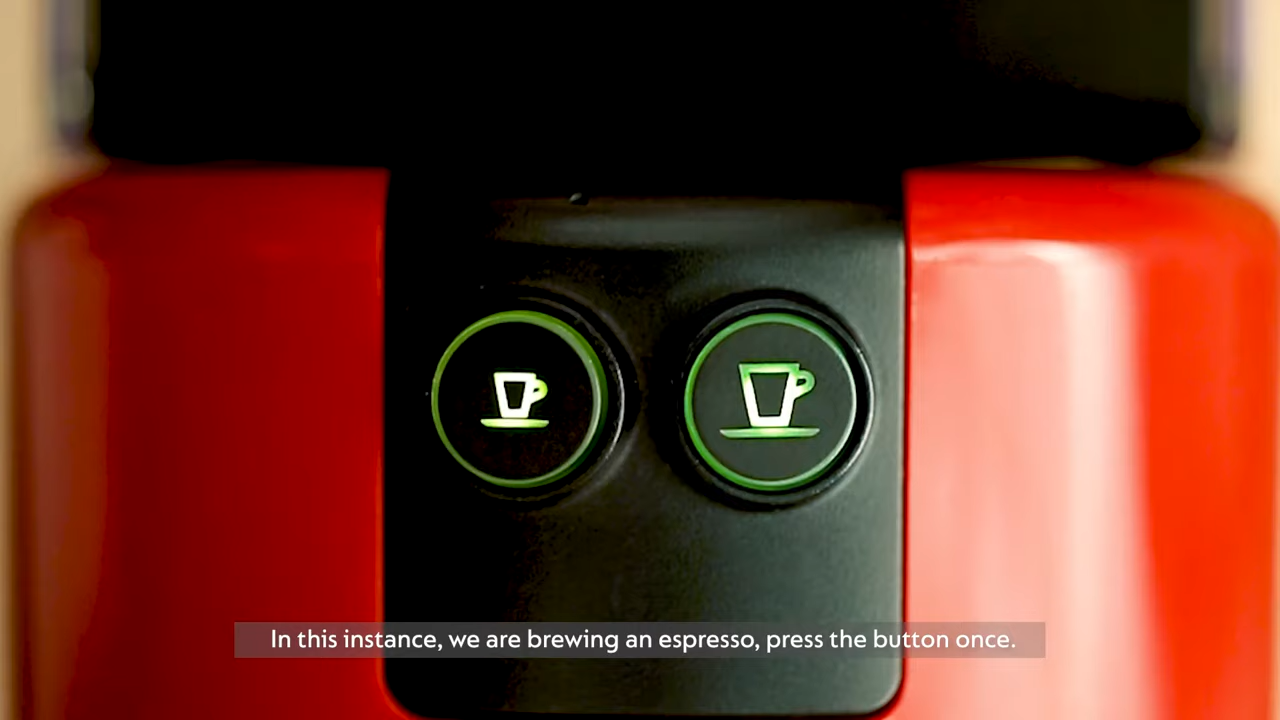 In this instance, we are brewing an espresso, press the button once.